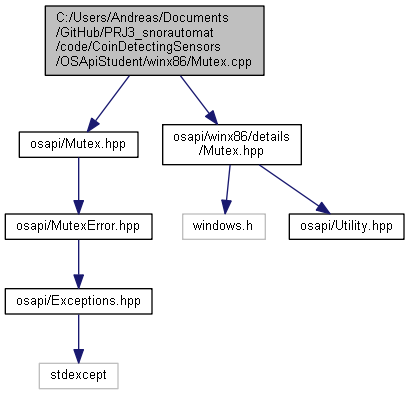 C:/Users/Andreas/Documents
/GitHub/PRJ3_snorautomat
/code/CoinDetectingSensors
/OSApiStudent/winx86/Mutex.cpp
osapi/Mutex.hpp
osapi/winx86/details
/Mutex.hpp
osapi/MutexError.hpp
windows.h
osapi/Utility.hpp
osapi/Exceptions.hpp
stdexcept